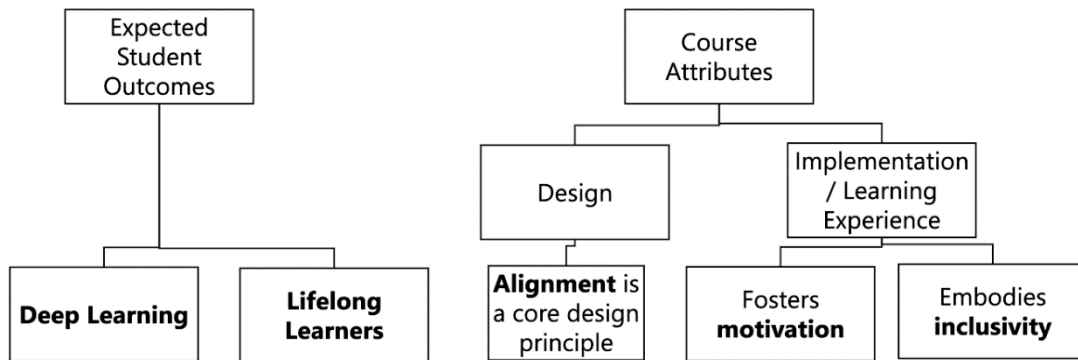 Expected
Student
Outcomes
Deep Learning
Lifelong
Learners
Course
Attributes
Design
Implementation
/ Learning
Experience
Alignment is
a core design
principle
Fosters
motivation
Embodies
inclusivity